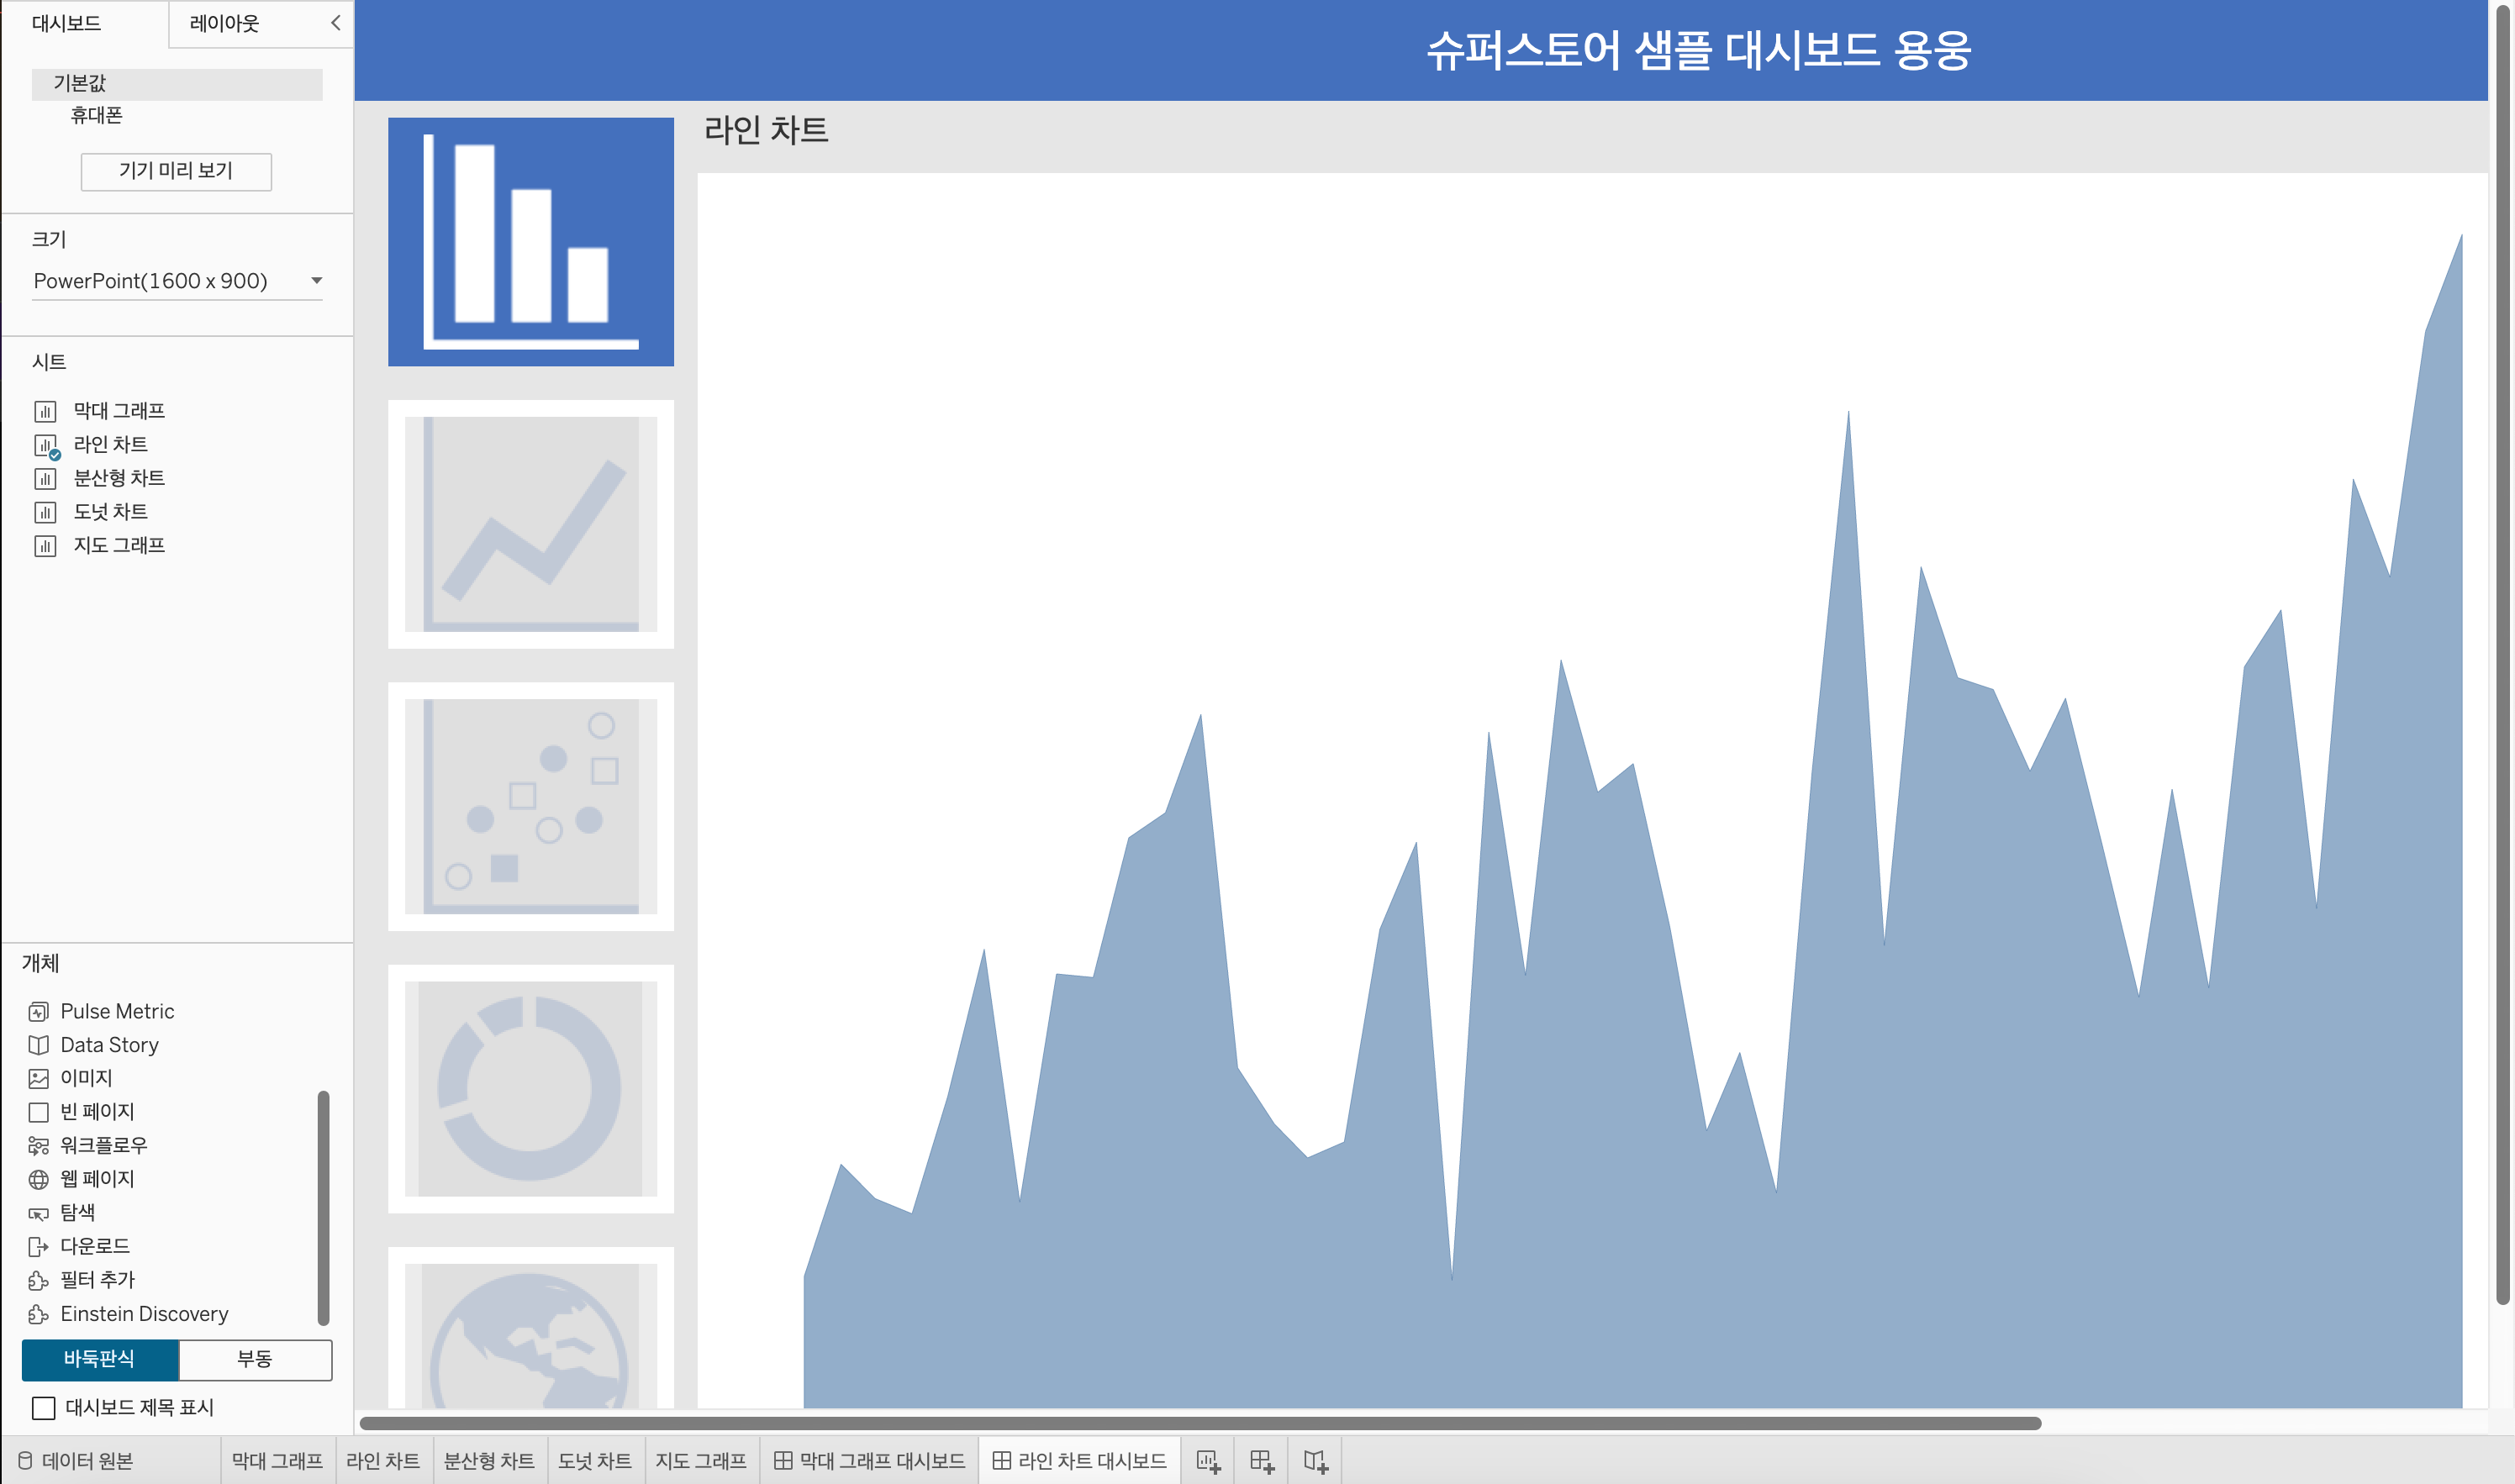 대시보드
레이아웃
기본값
휴대폰
기기 미리 보기
크기
PowerPoint(1600 x 900)
시트
막대 그래프
라인 차트
분산형 차트
도넛 차트
지도 그래프
개체
Pulse Metric
Data Story
이미지
빈 페이지
워크플로우
웹 페이지
탐색
다운로드
필터 추가
Einstein Discovery
바둑판식
부동
대시보드 제목 표시
슈퍼스토어 샘플 대시보드 용웅
라인 차트
데이터 원본
막대 그래프
라인 차트
분산형 차트
도넛 차트
지도 그래프
막대 그래프 대시보드
라인 차트 대시보드